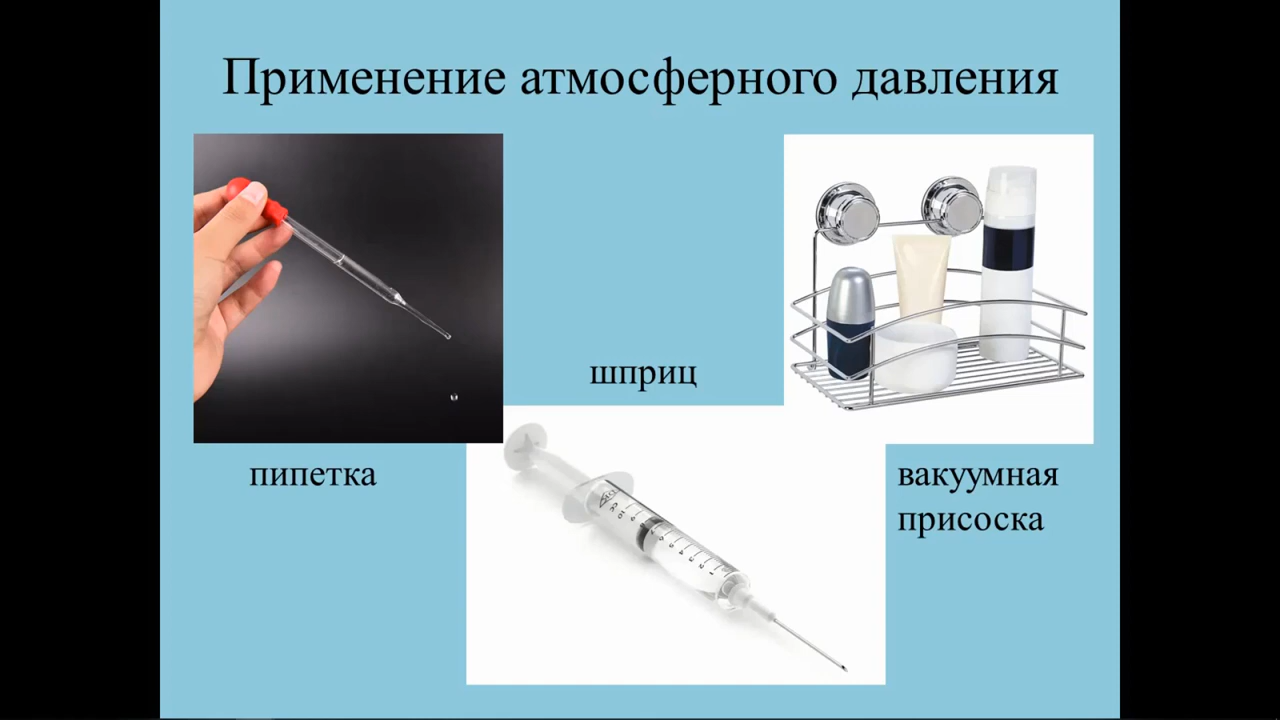 Применение атмосферного давления
шприц
пипетка
вакуумная
присоска